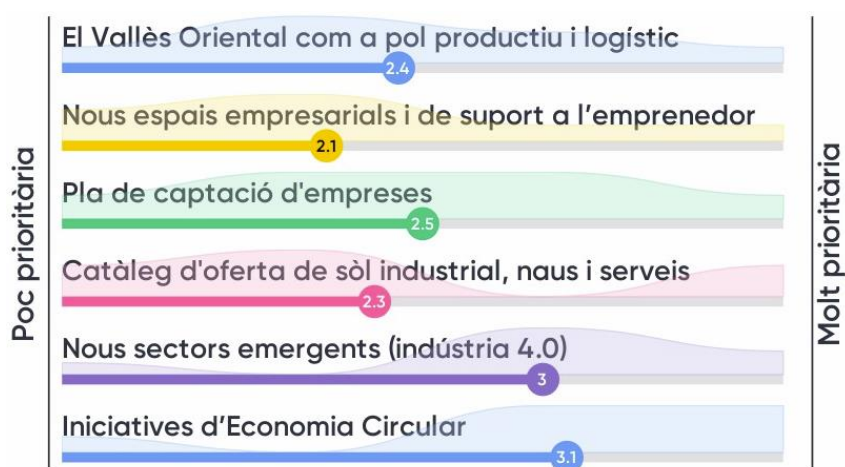 El Vallès Oriental com a pol productiu i logístic
2.4
Nous espais empresarials i de suport a l’emprenedor
2.1
Pla de captació d'empreses
2.5
Catàleg d'oferta de sòl industrial, naus i serveis
2.3
Nous sectors emergents (indústria 4.0)
3
Iniciatives d’Economia Circular
3.1
Poc prioritària
Molt prioritària